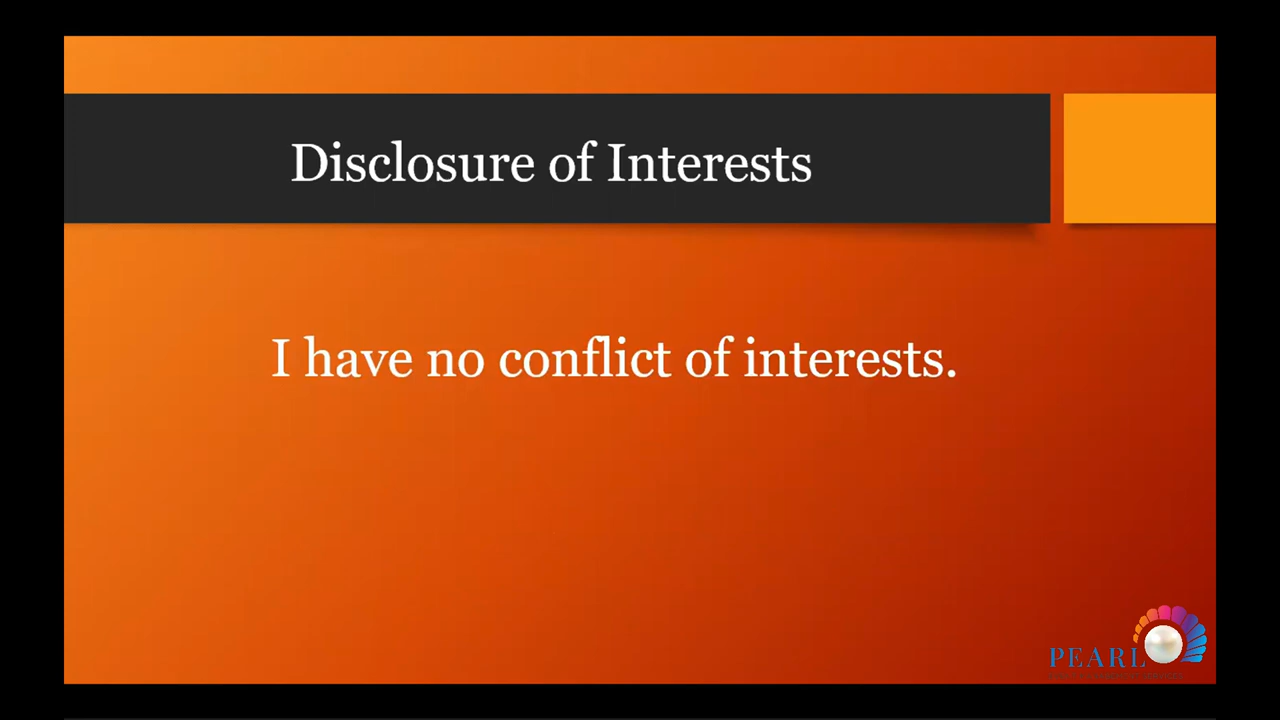 Disclosure of Interests
I have no conflict of interests.
PEARL